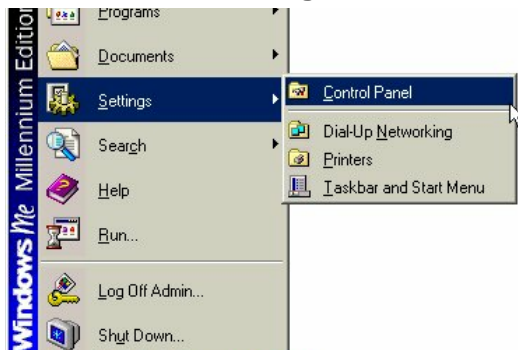 Windows Me Millennium Edition
Programs
Documents
Settings
Search
Help
Run...
Log Off Admin...
Shut Down...
Control Panel
Dial-Up Networking
Printers
Taskbar and Start Menu